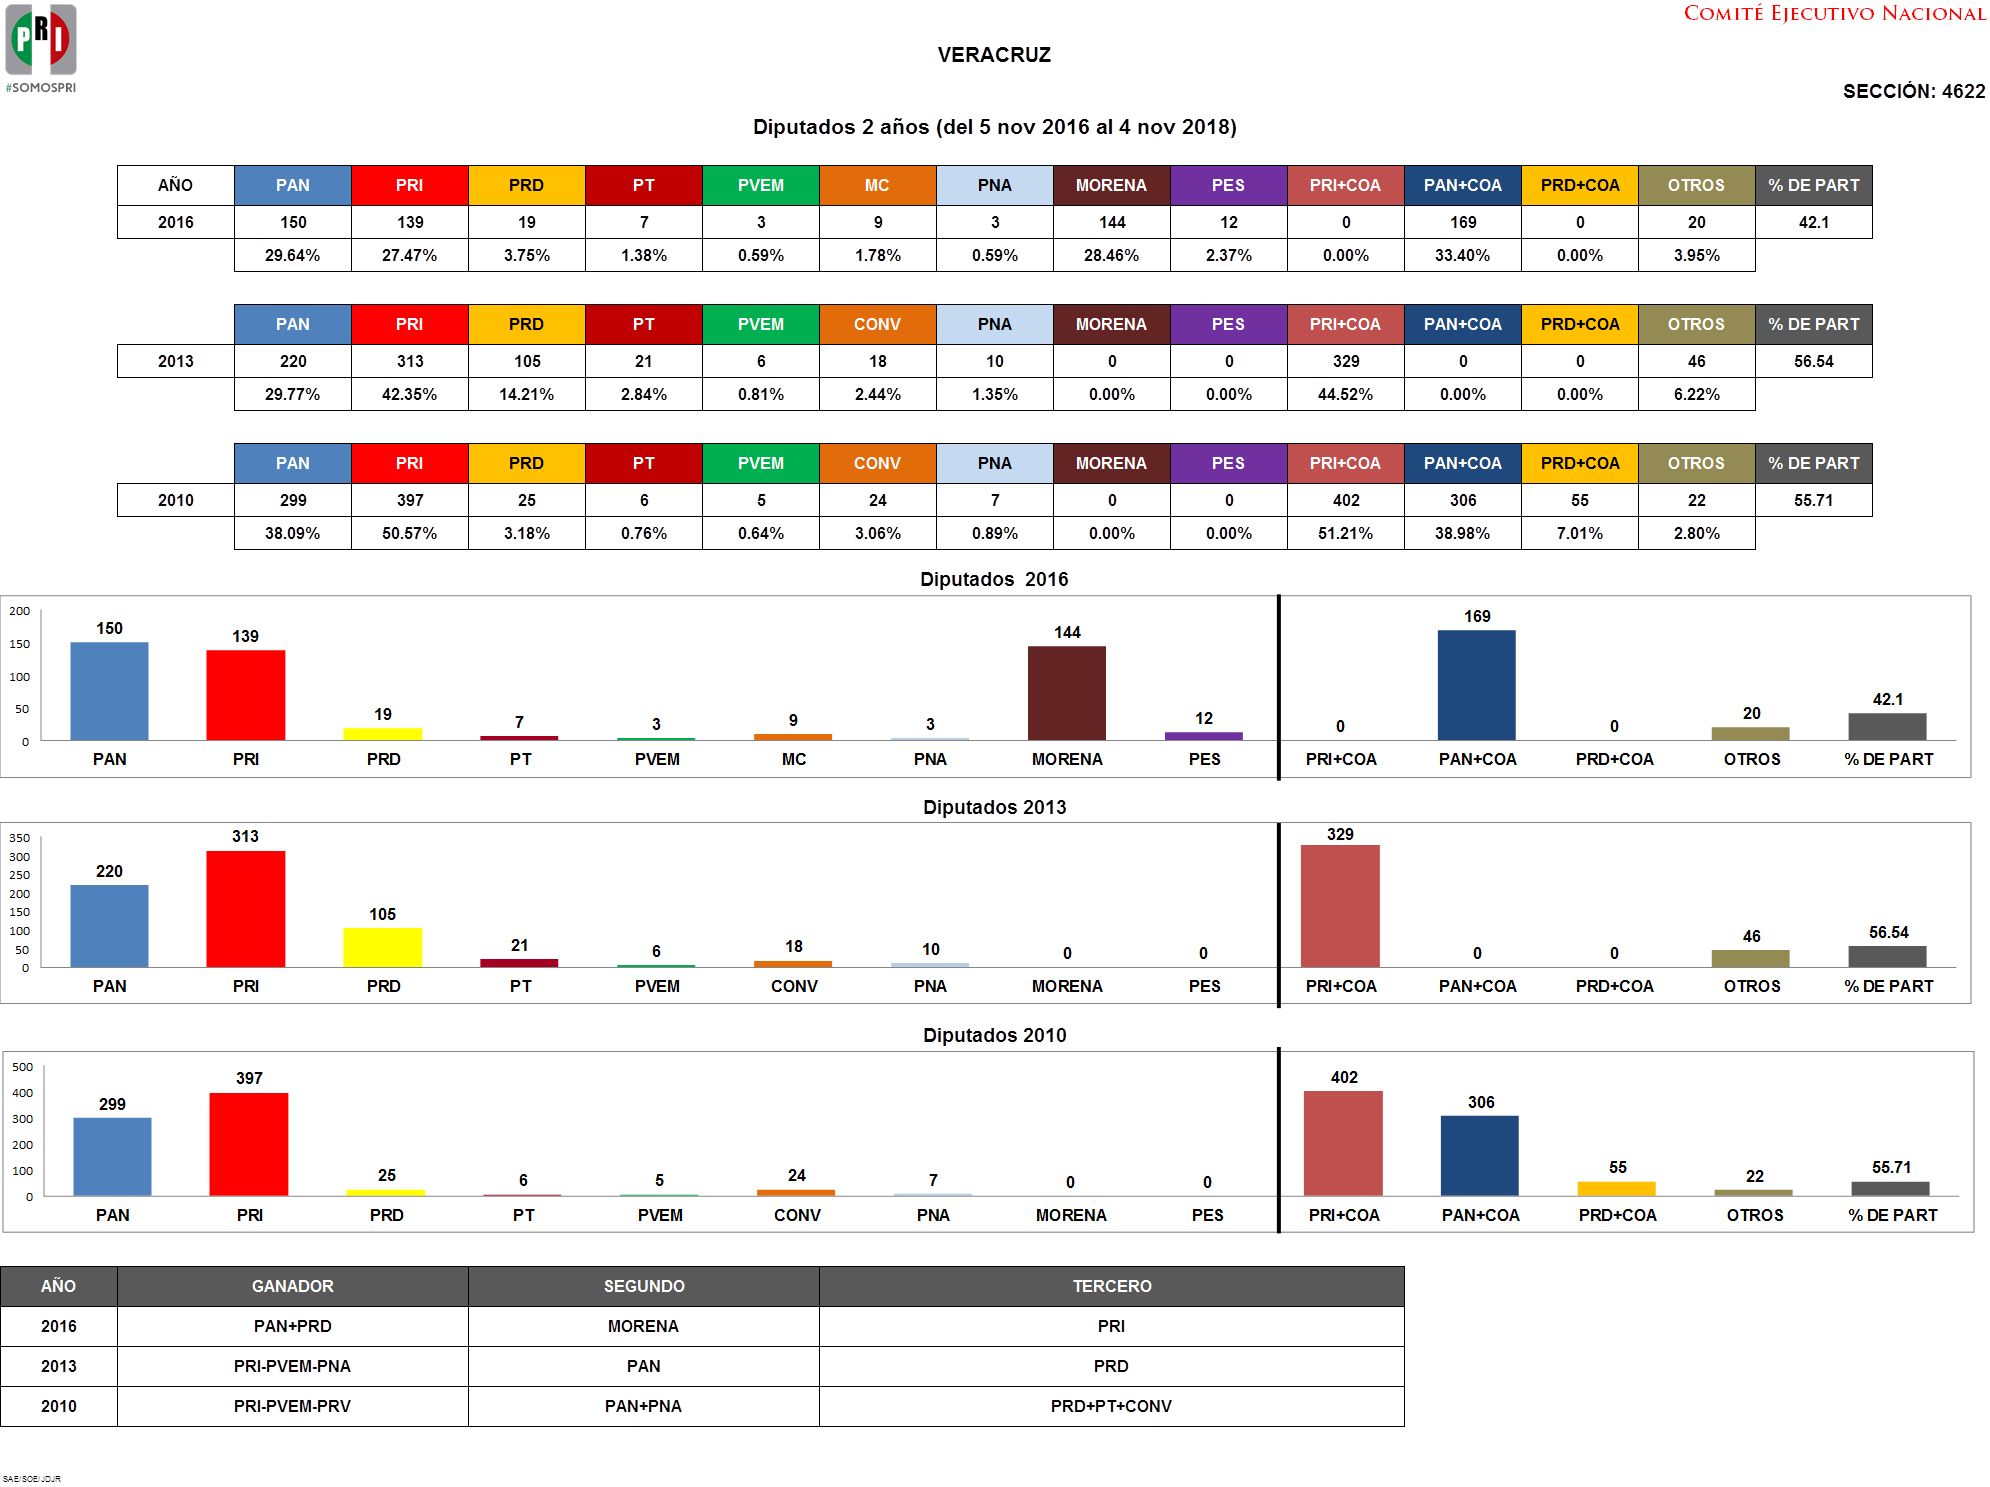 PRI
#SOMOSPRI
COMITÉ EJECUTIVO NACIONAL
VERACRUZ
SECCIÓN: 4622
Diputados 2 años (del 5 nov 2016 al 4 nov 2018)
AÑO PAN PRI PRD PT PVEM MC PNA MORENA PES PRI+COA PAN+COA PRD+COA OTROS % DE PART
2016 150 139 19 7 3 9 3 144 12 0 169 0 20 42.1
29.64% 27.47% 3.75% 1.38% 0.59% 1.78% 0.59% 28.46% 2.37% 0.00% 33.40% 0.00% 3.95%
PAN PRI PRD PT PVEM CONV PNA MORENA PES PRI+COA PAN+COA PRD+COA OTROS % DE PART
2013 220 313 105 21 6 18 10 0 0 329 0 0 46 56.54
29.77% 42.35% 14.21% 2.84% 0.81% 2.44% 1.35% 0.00% 0.00% 44.52% 0.00% 0.00% 6.22%
PAN PRI PRD PT PVEM CONV PNA MORENA PES PRI+COA PAN+COA PRD+COA OTROS % DE PART
2010 299 397 25 6 5 24 7 0 0 402 306 55 22 55.71
38.09% 50.57% 3.18% 0.76% 0.64% 3.06% 0.89% 0.00% 0.00% 51.21% 38.98% 7.01% 2.80%
Diputados 2016
200
150
100
50
0
150 139 19 7 3 9 3 144 12 0 169 0 20 42.1
PAN PRI PRD PT PVEM MC PNA MORENA PES PRI+COA PAN+COA PRD+COA OTROS % DE PART
Diputados 2013
350
300
250
200
150
100
50
0
220 313 105 21 6 18 10 0 0 329 0 0 46 56.54
PAN PRI PRD PT PVEM CONV PNA MORENA PES PRI+COA PAN+COA PRD+COA OTROS % DE PART
Diputados 2010
500
400
300
200
100
0
299 397 25 6 5 24 7 0 0 402 306 55 22 55.71
PAN PRI PRD PT PVEM CONV PNA MORENA PES PRI+COA PAN+COA PRD+COA OTROS % DE PART
AÑO GANADOR SEGUNDO TERCERO
2016 PAN+PRD MORENA PRI
2013 PRI-PVEM-PNA PAN PRD
2010 PRI-PVEM-PRV PAN+PNA PRD+PT+CONV
SAE/SOE/JDJR